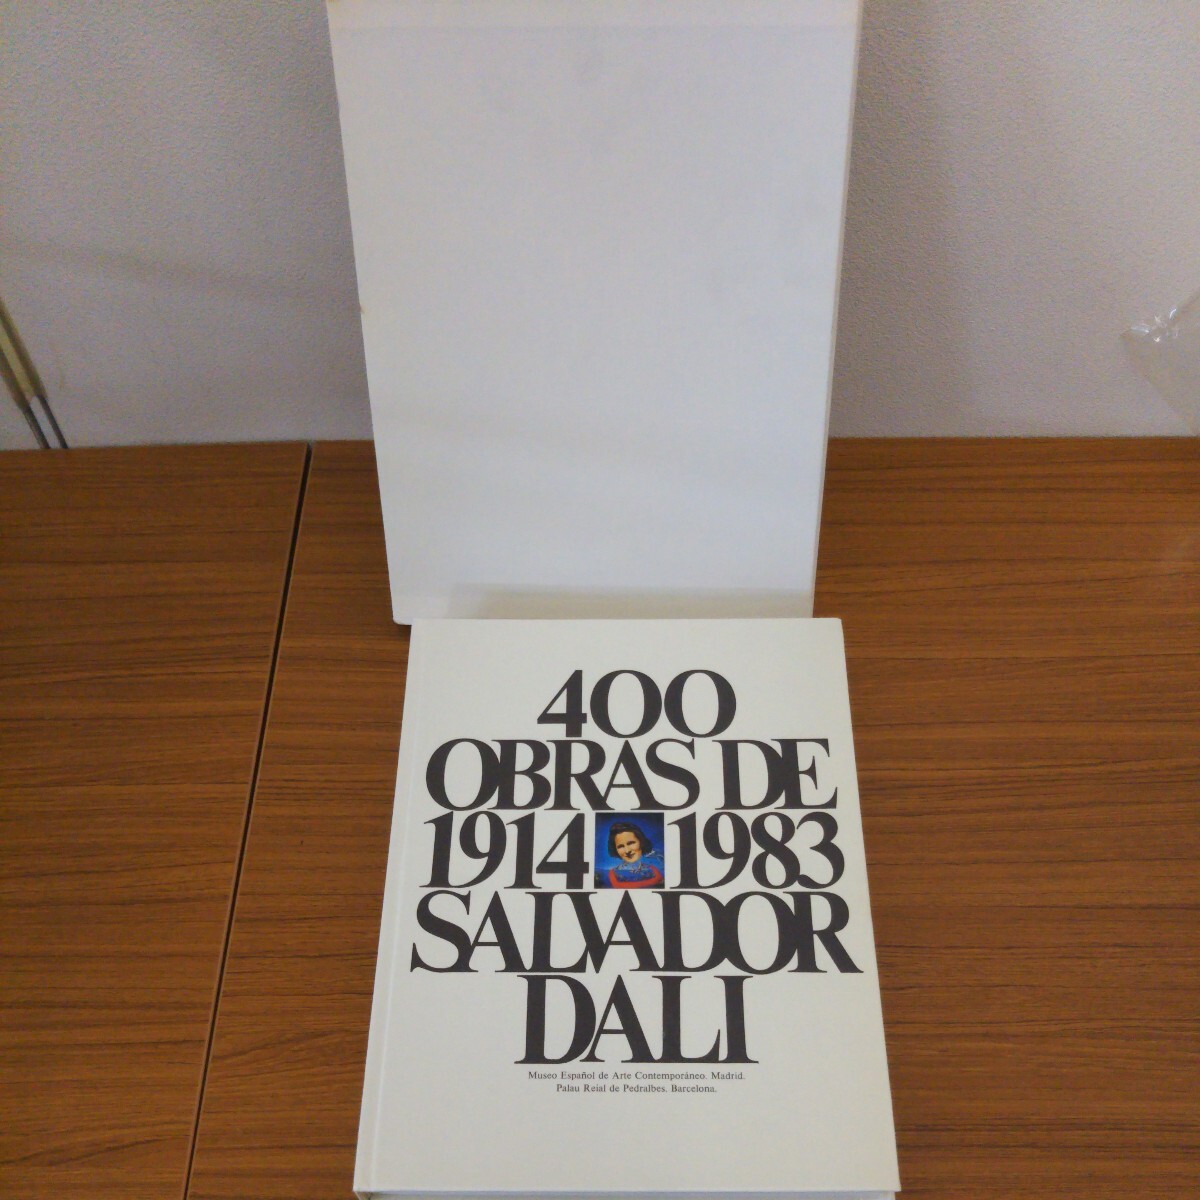 400
OBRAS DE
1914 1983
SALVADOR
DALI
Museo Español de Arte Contemporáneo. Madrid.
Palau Reial de Pedralbes. Barcelona.